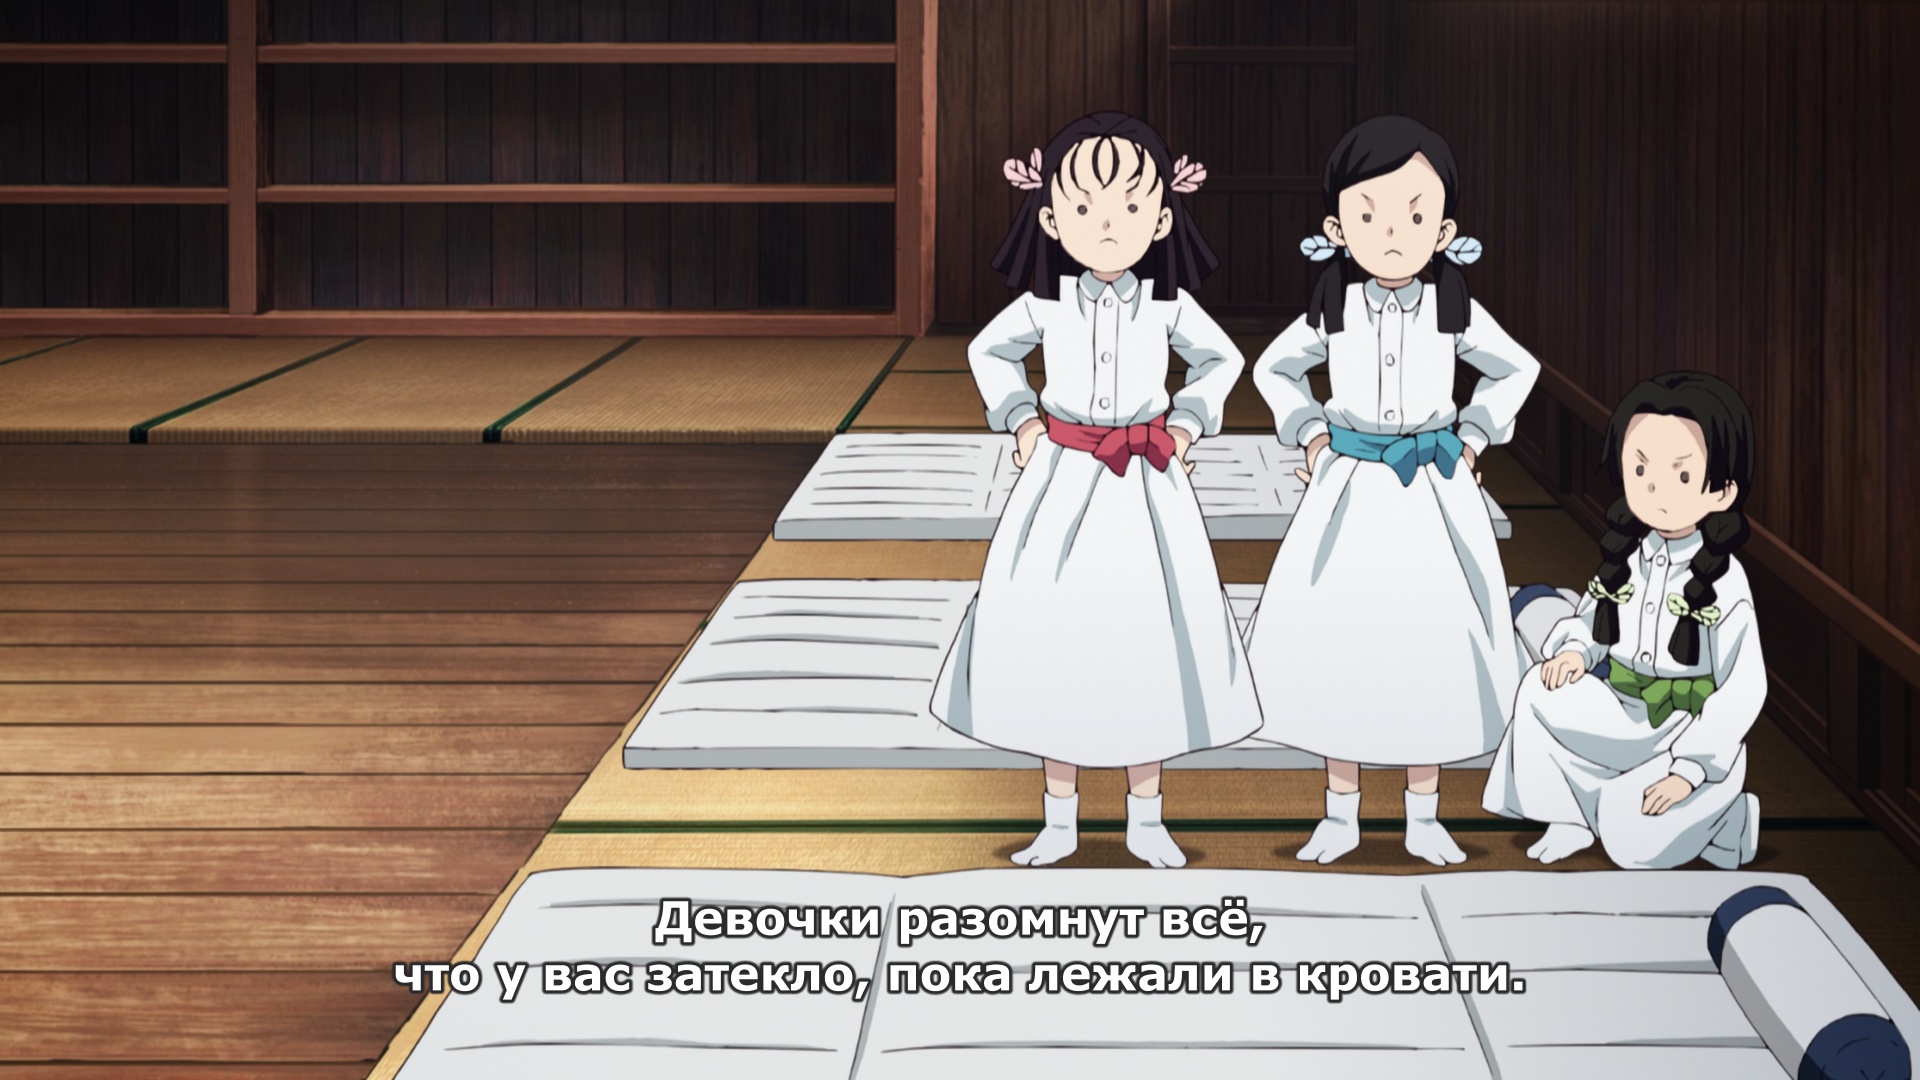 Девочки разомнут всё,
что у вас затекло, пока лежали в кровати.